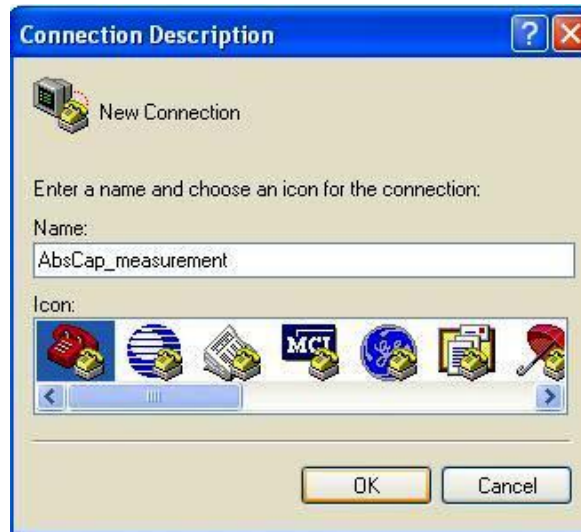 Connection Description
New Connection
Enter a name and choose an icon for the connection:
Name:
AbsCap_measurement
Icon:
MCI
OK Cancel